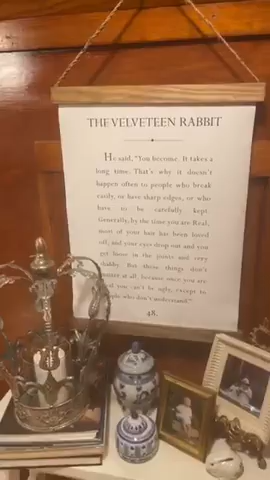 THE VELVETEEN RABBIT
He said, "You become. It takes a
long time. That's why it doesn't
happen often to people who break
easily, or have sharp edges, or who
have to be carefully kept.
Generally, by the time you are Real,
most of your hair has been loved
off, and your eyes drop out and you
get loose in the joints and very
shabby. But these things don't
matter at all, because once you are
Real you can't be ugly, except to
people who don't understand."
48.